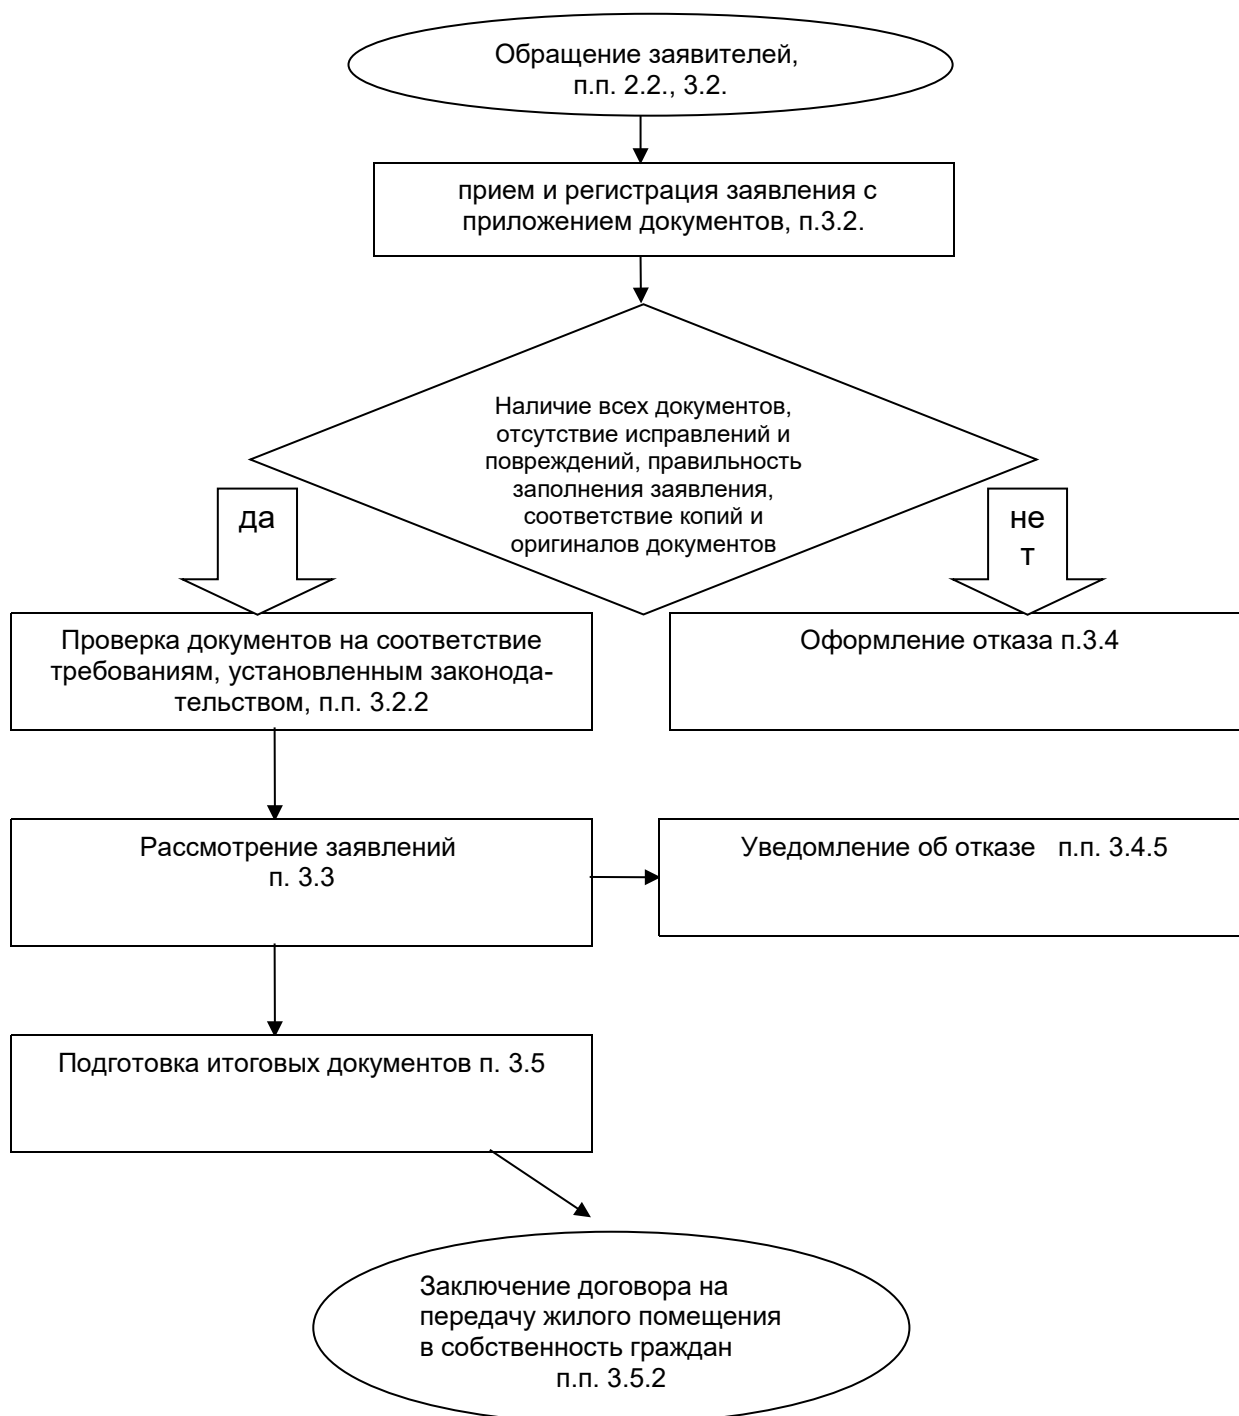 Обращение заявителей,
п.п. 2.2., 3.2.
прием и регистрация заявления с
приложением документов, п.3.2.
Наличие всех документов,
отсутствие исправлений и
повреждений, правильность
заполнения заявления,
соответствие копий и
оригиналов документов
да
не
т
Проверка документов на соответствие
требованиям, установленным законода-
тельством, п.п. 3.2.2
Оформление отказа п.3.4
Рассмотрение заявлений
п. 3.3
Уведомление об отказе   п.п. 3.4.5
Подготовка итоговых документов п. 3.5
Заключение договора на
передачу жилого помещения
в собственность граждан
п.п. 3.5.2